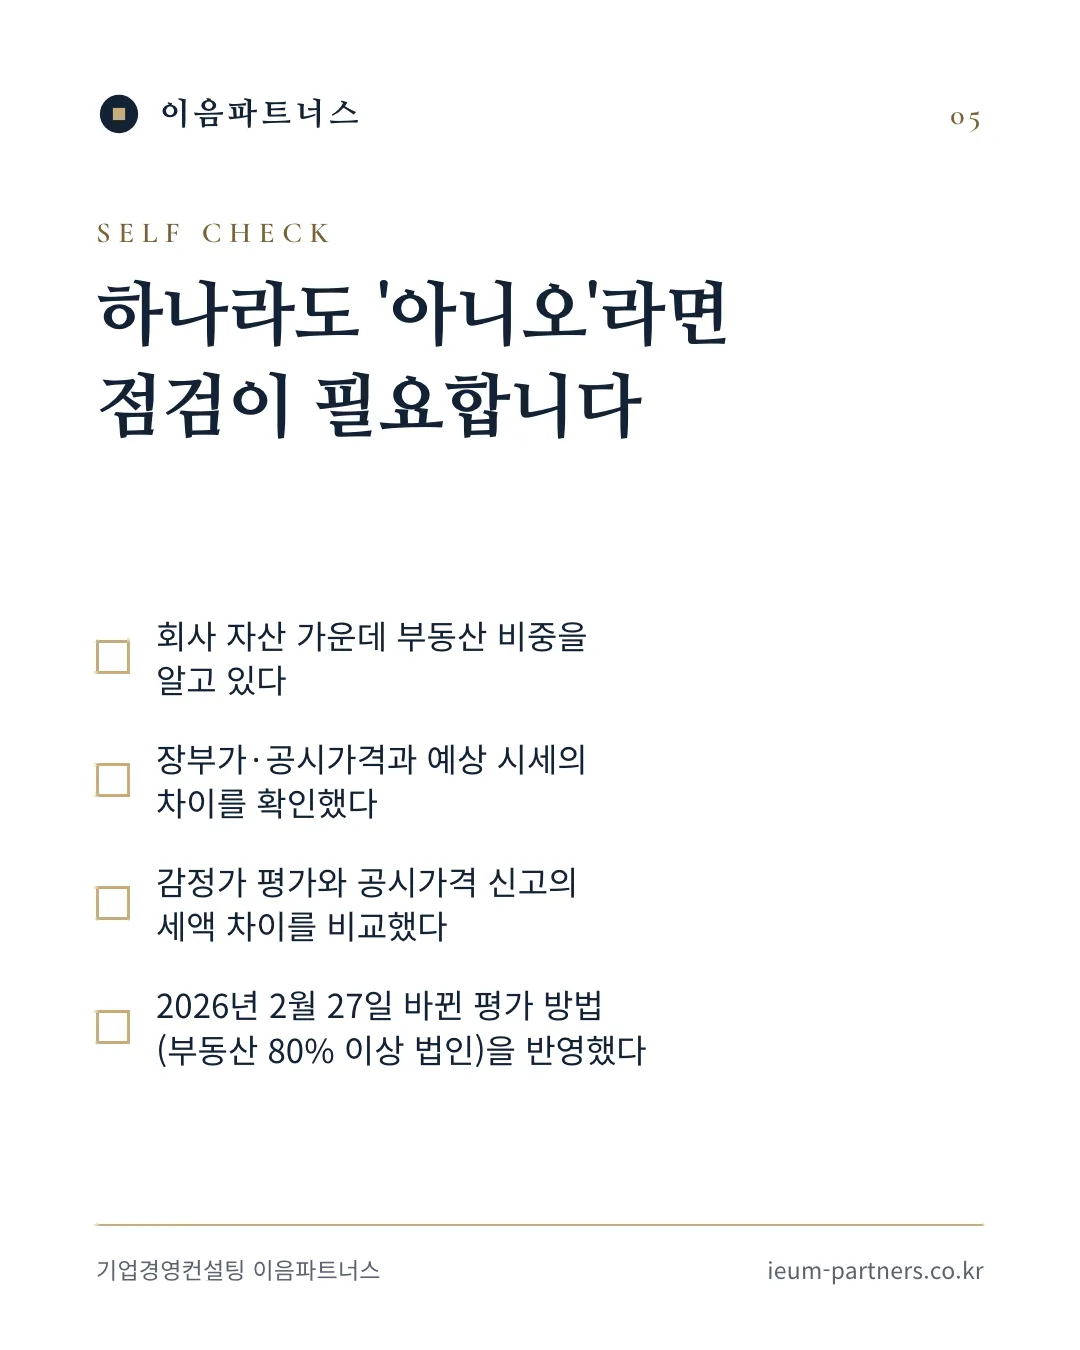 이음파트너스
05
SELF CHECK
하나라도 '아니오'라면
점검이 필요합니다
회사 자산 가운데 부동산 비중을
알고 있다
장부가·공시가격과 예상 시세의
차이를 확인했다
감정가 평가와 공시가격 신고의
세액 차이를 비교했다
2026년 2월 27일 바뀐 평가 방법
(부동산 80% 이상 법인)을 반영했다
기업경영컨설팅 이음파트너스
ieum-partners.co.kr